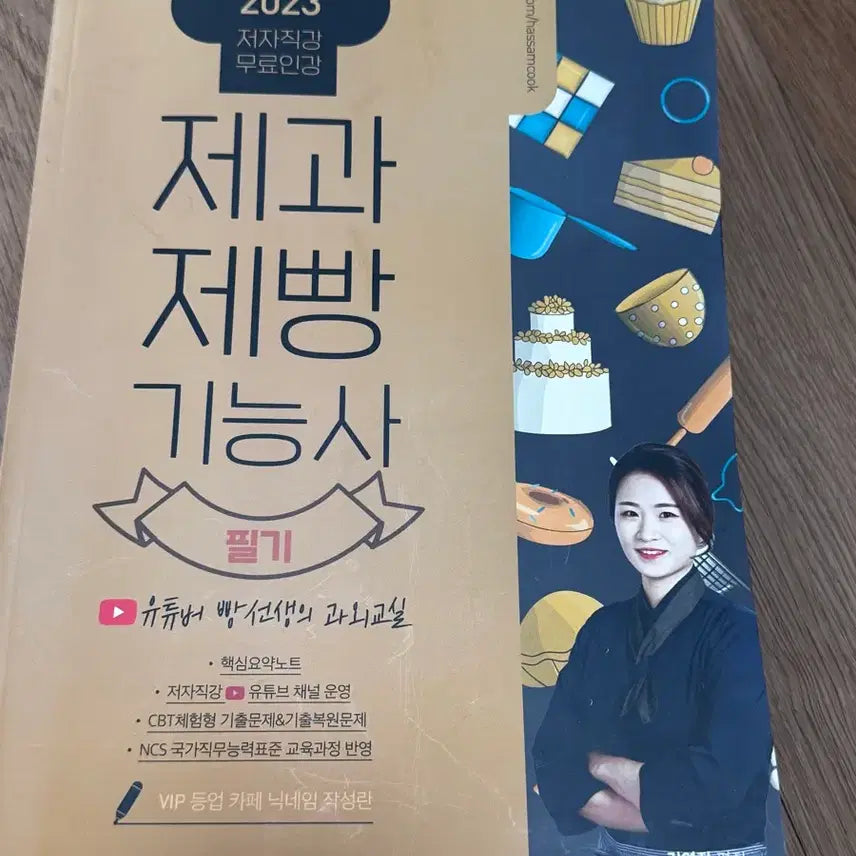 2023
저자직강
무료인강
com/hassamcook
제과
제빵
기능사
필기
유튜버 빵선생의 과외교실
• 핵심요약노트
• 저자직강 유튜브 채널 운영
• CBT체험형 기출문제&기출복원문제
• NCS 국가직무능력표준 교육과정 반영
VIP 등업 카페 닉네임 작성란